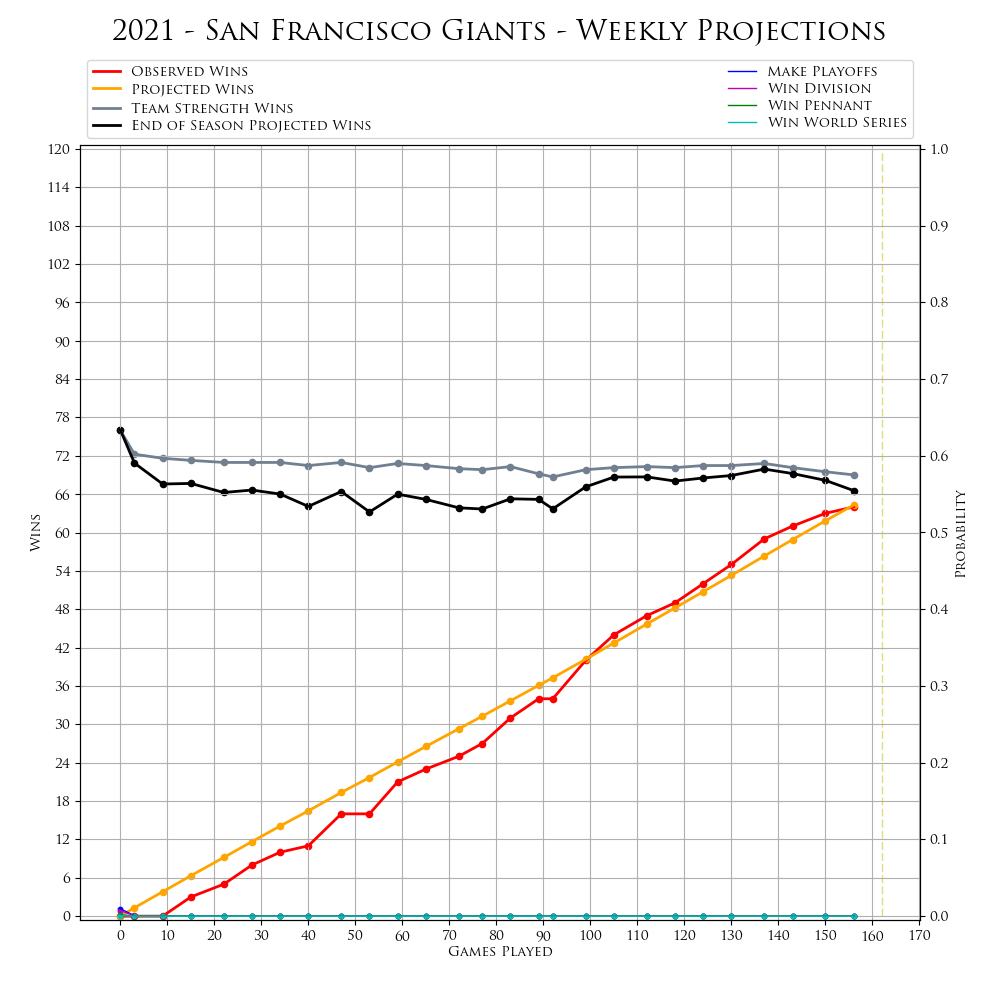 2021 - San Francisco Giants - Weekly Projections
Observed Wins
Projected Wins
Team Strength Wins
End of Season Projected Wins
Make Playoffs
Win Division
Win Pennant
Win World Series
120
114
108
102
96
90
84
78
72
66
60
54
48
42
36
30
24
18
12
6
0
Wins
1.0
0.9
0.8
0.7
0.6
0.5
0.4
0.3
0.2
0.1
0.0
Probability
0 10 20 30 40 50 60 70 80 90 100 110 120 130 140 150 160 170
Games Played